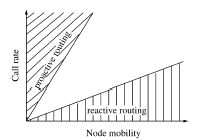 Call rate
proactive routing
reactive routing
Node mobility